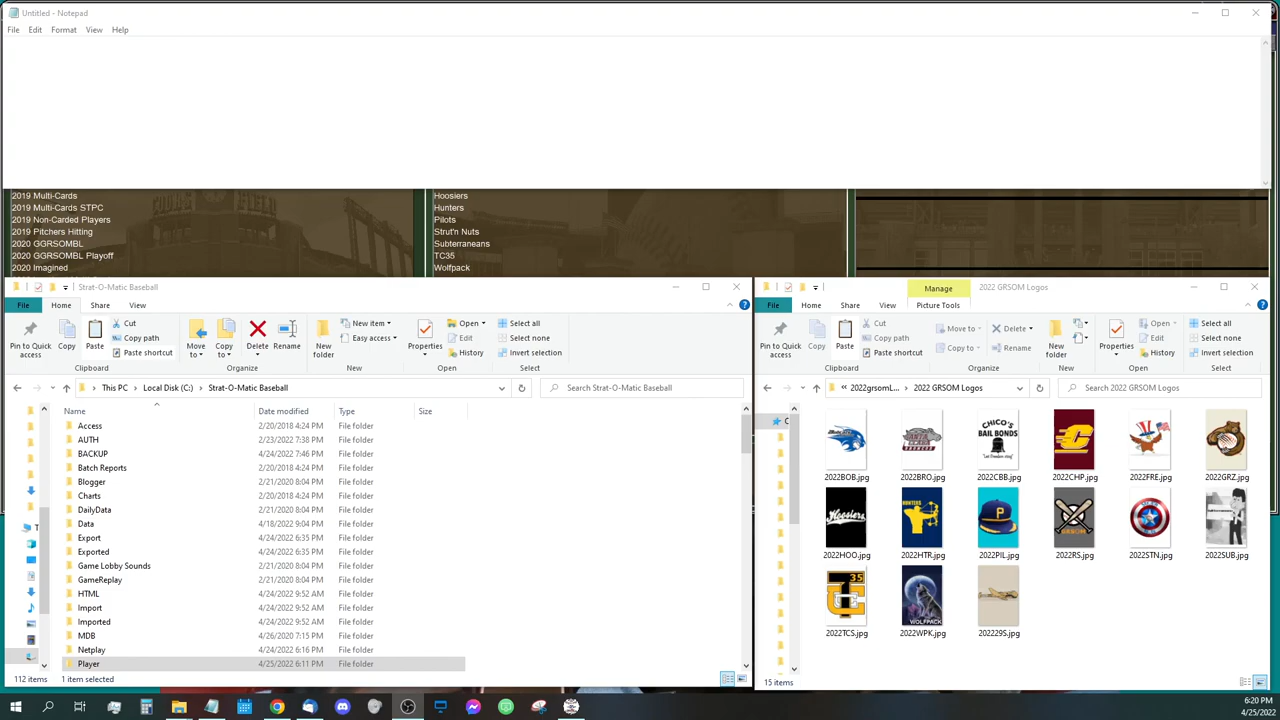 Untitled - Notepad
File Edit Format View Help
2019 Multi-Cards
2019 Multi-Cards STPC
2019 Non-Carded Players
2019 Pitchers Hitting
2020 GGRSOMBL
2020 GGRSOMBL Playoff
2020 Imagined
Hoosiers
Hunters
Pilots
Strut'n Nuts
Subterraneans
TC35
Wolfpack
Strat-O-Matic Baseball
File Home Share View
Pin to Quick access
Copy
Paste
Cut
Copy path
Paste shortcut
Clipboard
Move to
Copy to
Delete
Rename
Organize
New folder
New item
Easy access
New
Properties
Open
Edit
History
Open
Select all
Select none
Invert selection
Select
This PC > Local Disk (C:) > Strat-O-Matic Baseball
Search Strat-O-Matic Baseball
Name Date modified Type Size
Access 2/20/2018 4:24 PM File folder
AUTH 2/23/2022 7:38 PM File folder
BACKUP 4/24/2022 7:46 PM File folder
Batch Reports 2/20/2018 4:24 PM File folder
Blogger 2/21/2020 8:04 PM File folder
Charts 2/20/2018 4:24 PM File folder
DailyData 2/21/2020 8:04 PM File folder
Data 4/18/2022 9:04 PM File folder
Export 4/24/2022 6:35 PM File folder
Exported 4/24/2022 6:35 PM File folder
Game Lobby Sounds 2/21/2020 8:04 PM File folder
GameReplay 2/21/2020 8:04 PM File folder
HTML 4/24/2022 9:52 AM File folder
Import 4/24/2022 9:52 AM File folder
Imported 4/24/2022 9:52 AM File folder
MDB 4/26/2020 7:15 PM File folder
Netplay 4/24/2022 6:16 PM File folder
Player 4/25/2022 6:11 PM File folder
112 items 1 item selected
Manage 2022 GRSOM Logos
File Home Share View Picture Tools
Pin to Quick access
Copy
Paste
Cut
Copy path
Paste shortcut
Clipboard
Move to
Copy to
Delete
Rename
Organize
New folder
New
Properties
Open
Edit
History
Open
Select all
Select none
Invert selection
Select
« 2022grsomL... > 2022 GRSOM Logos
Search 2022 GRSOM Logos
CHICO'S
BAIL BONDS
2022BOB.jpg 2022BRO.jpg 2022CBB.jpg 2022CHP.jpg 2022FRE.jpg 2022GRZ.jpg
Hoosiers
HUNTERS
P
2022HOO.jpg 2022HTR.jpg 2022PIL.jpg 2022RS.jpg 2022STN.jpg 2022SUB.jpg
35
WOLFPACK
2022TCS.jpg 2022WPK.jpg 202229S.jpg
15 items
6:20 PM
4/25/2022